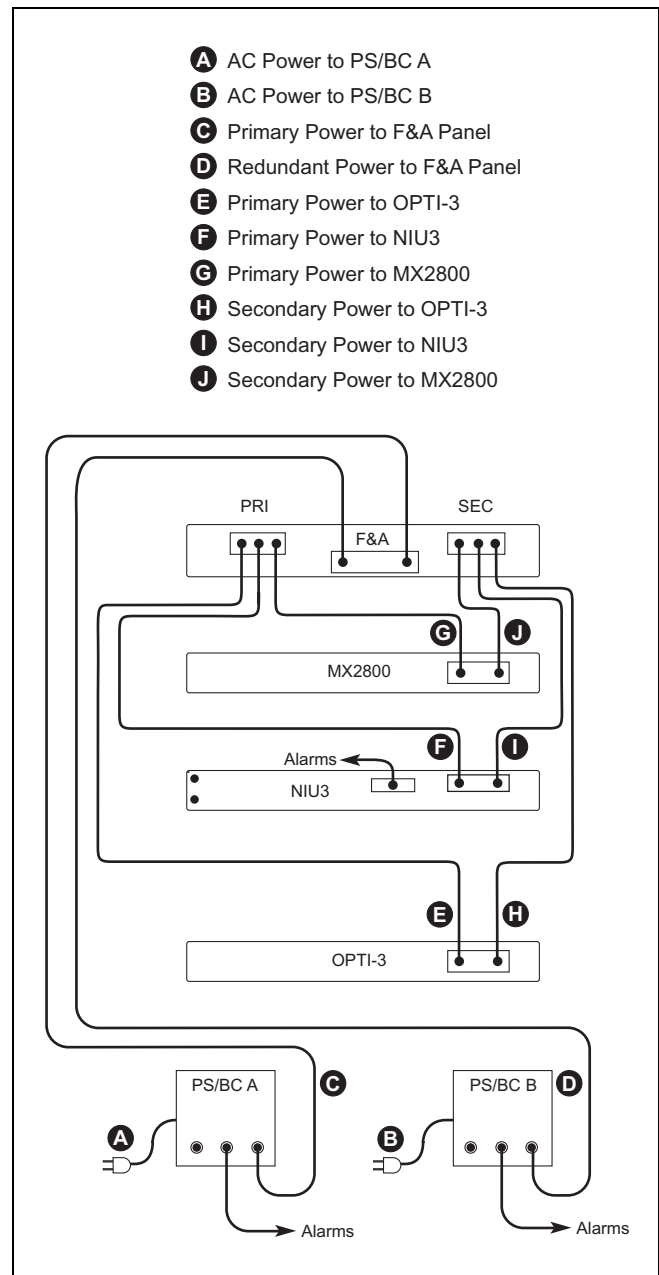 A AC Power to PS/BC A
B AC Power to PS/BC B
C Primary Power to F&A Panel
D Redundant Power to F&A Panel
E Primary Power to OPTI-3
F Primary Power to NIU3
G Primary Power to MX2800
H Secondary Power to OPTI-3
I Secondary Power to NIU3
J Secondary Power to MX2800
PRI
SEC
F&A
G
J
MX2800
F
I
Alarms
NIU3
E
H
OPTI-3
PS/BC A
C
PS/BC B
D
A
B
Alarms
Alarms